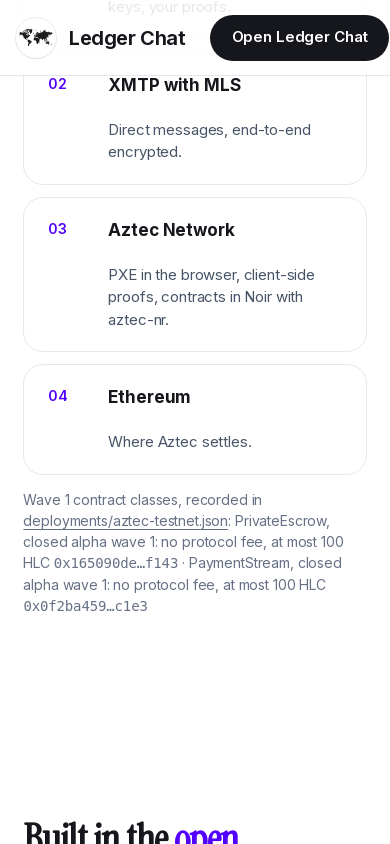 keys, your proofs.
Ledger Chat
Open Ledger Chat
02
XMTP with MLS
Direct messages, end-to-end
encrypted.
03
Aztec Network
PXE in the browser, client-side
proofs, contracts in Noir with
aztec-nr.
04
Ethereum
Where Aztec settles.
Wave 1 contract classes, recorded in
deployments/aztec-testnet.json: PrivateEscrow,
closed alpha wave 1: no protocol fee, at most 100
HLC 0x165090de…f143 · PaymentStream, closed
alpha wave 1: no protocol fee, at most 100 HLC
0x0f2ba459…c1e3
Built in the open